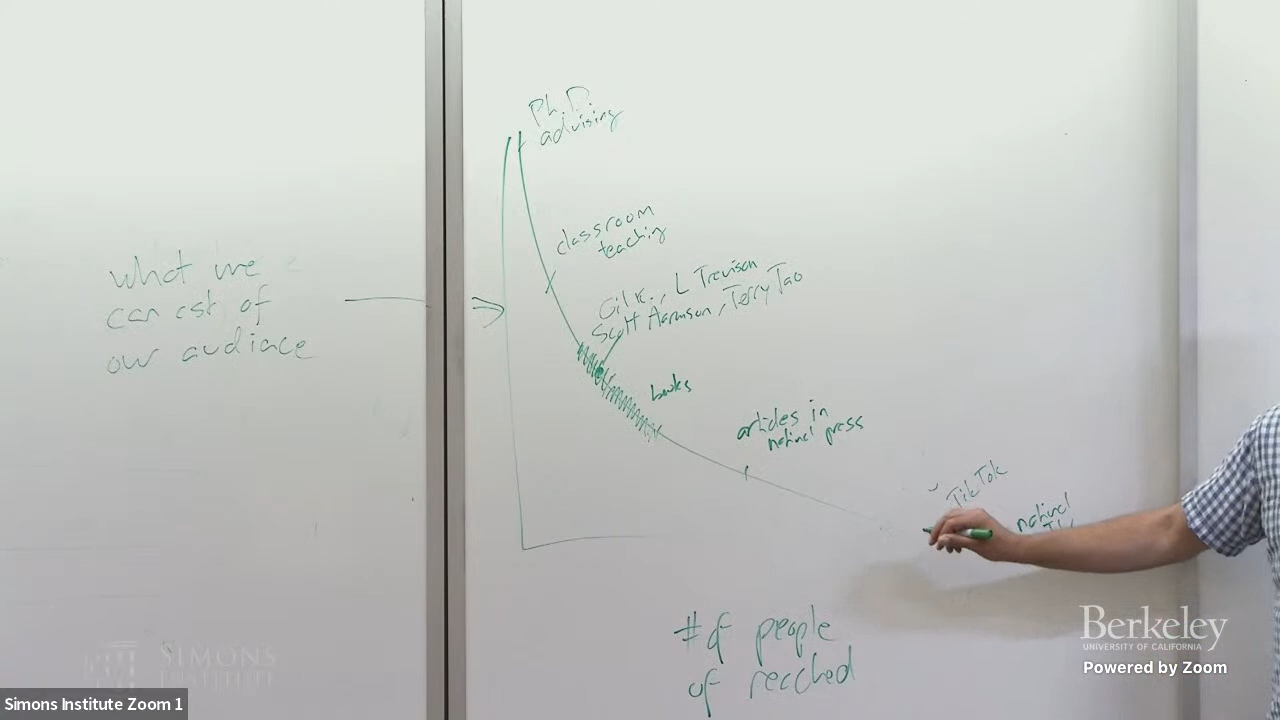 Ph.D.
advising
classroom
teaching
Gil K., L Trevisan
Scott Aaronson, Terry Tao
what we
can ask of
our audiace
books
articles in
national press
TikTok
national
# of people
of reached
Berkeley
UNIVERSITY OF CALIFORNIA
Powered by Zoom
SIMONS
INSTITUTE
Simons Institute Zoom 1